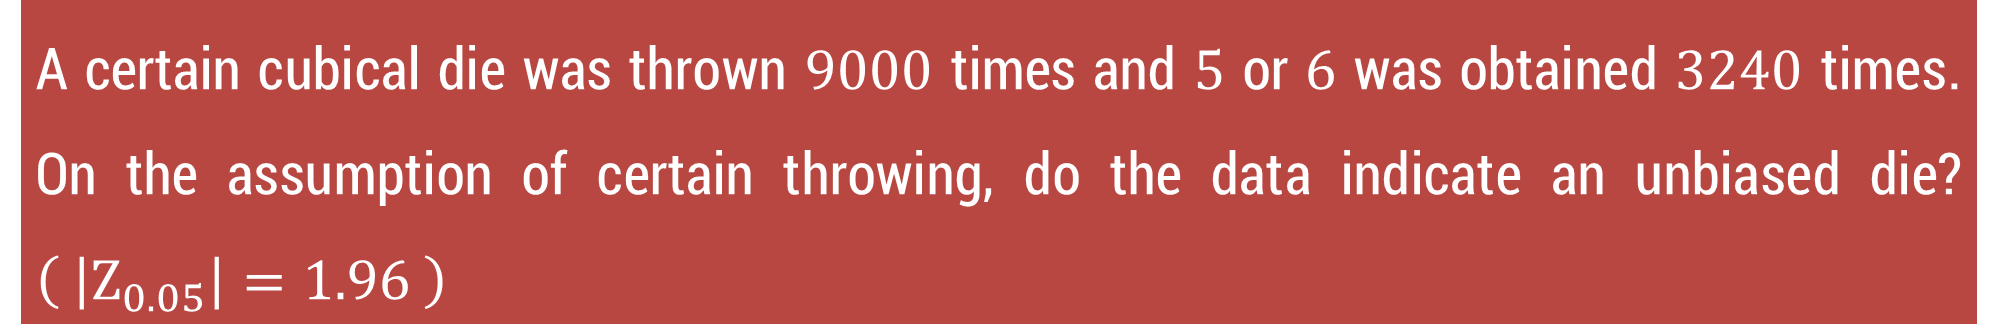 A certain cubical die was thrown 9000 times and 5 or 6 was obtained 3240 times.
On the assumption of certain throwing, do the data indicate an unbiased die?
( |Z₀.₀₅| = 1.96 )